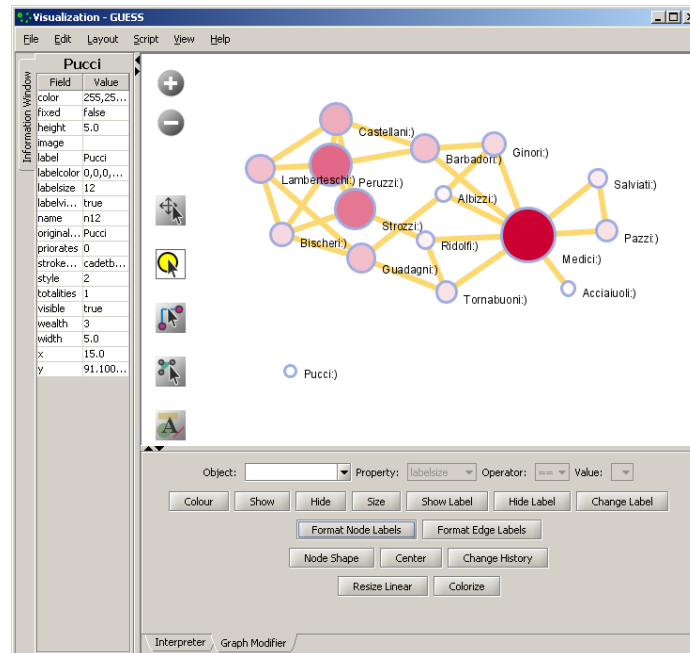 Visualization - GUESS
File Edit Layout Script View Help
Information Window
Pucci
Field Value
color 255,25...
fixed false
height 5.0
image
label Pucci
labelcolor 0,0,0,...
labelsize 12
labelvi... true
name n12
original... Pucci
priorates 0
stroke... cadetb...
style 2
totalities 1
visible true
wealth 3
width 5.0
x 15.0
y 91.100...
Castellani:)
Barbadori:)
Ginori:)
Lamberteschi:)
Peruzzi:)
Albizzi:)
Salviati:)
Strozzi:)
Bischeri:)
Ridolfi:)
Pazzi:)
Medici:)
Guadagni:)
Acciaiuoli:)
Tornabuoni:)
Pucci:)
Object: Property: labelsize Operator: == Value:
Colour Show Hide Size Show Label Hide Label Change Label
Format Node Labels Format Edge Labels
Node Shape Center Change History
Resize Linear Colorize
Interpreter Graph Modifier